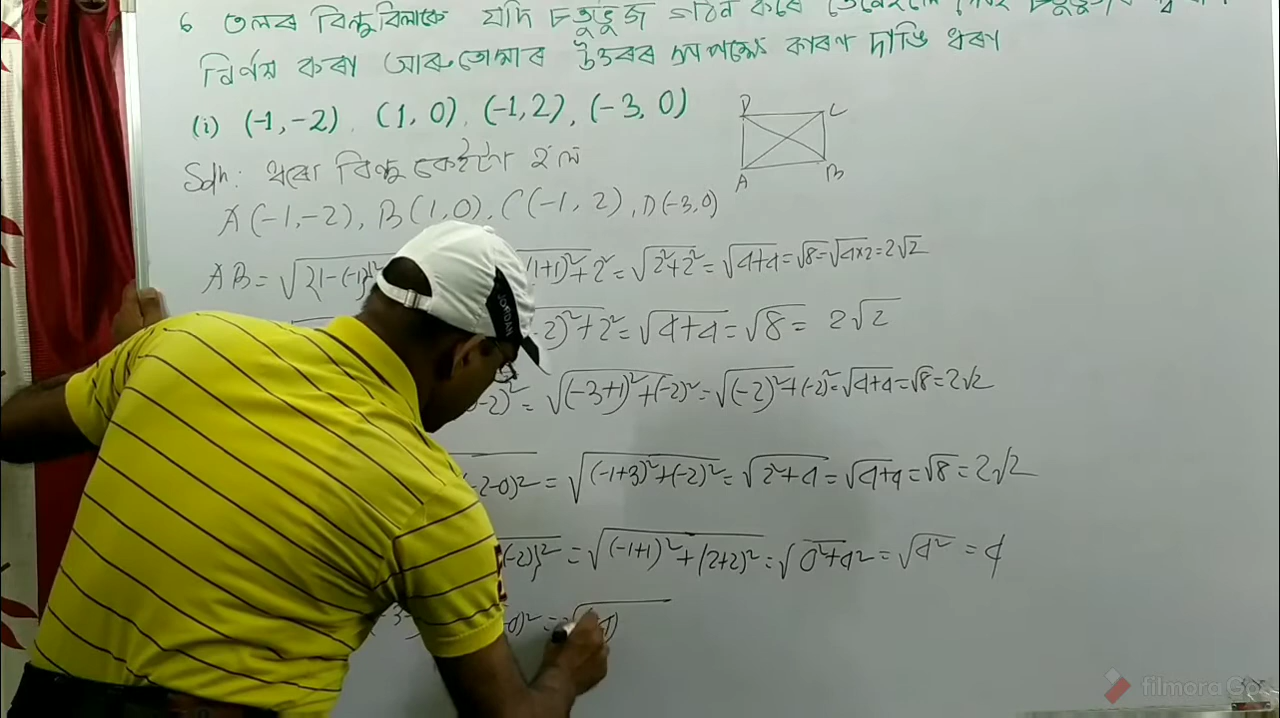 6 তলৰ বিন্দুবিলাকে যদি চতুৰ্ভুজ গঠন কৰে
নিৰ্ণয় কৰা আৰু তোমাৰ উত্তৰৰ সপক্ষে কাৰণ দাঙি ধৰা
(i) (-1,-2), (1, 0), (-1,2), (-3, 0)
D C
A B
Soln: ধৰো বিন্দু কেইটা হ'ল
A(-1,-2), B(1,0), C(-1, 2), D(-3,0)
AB = √{1-(-1)}² (1+1)²+2² = √2²+2² = √4+4 = √8 = √4×2 = 2√2
-2)²+2² = √4+4 = √8 = 2√2
-2)² = √(-3+1)²+(-2)² = √(-2)²+(-2)² = √4+4 = √8 = 2√2
(-2-0)² = √(-1+3)²+(-2)² = √2²+4 = √4+4 = √8 = 2√2
(-2)}² = √(-1+1)²+(2+2)² = √0²+4² = √4² = 4
-0)² = √
JORDAN
filmora Go